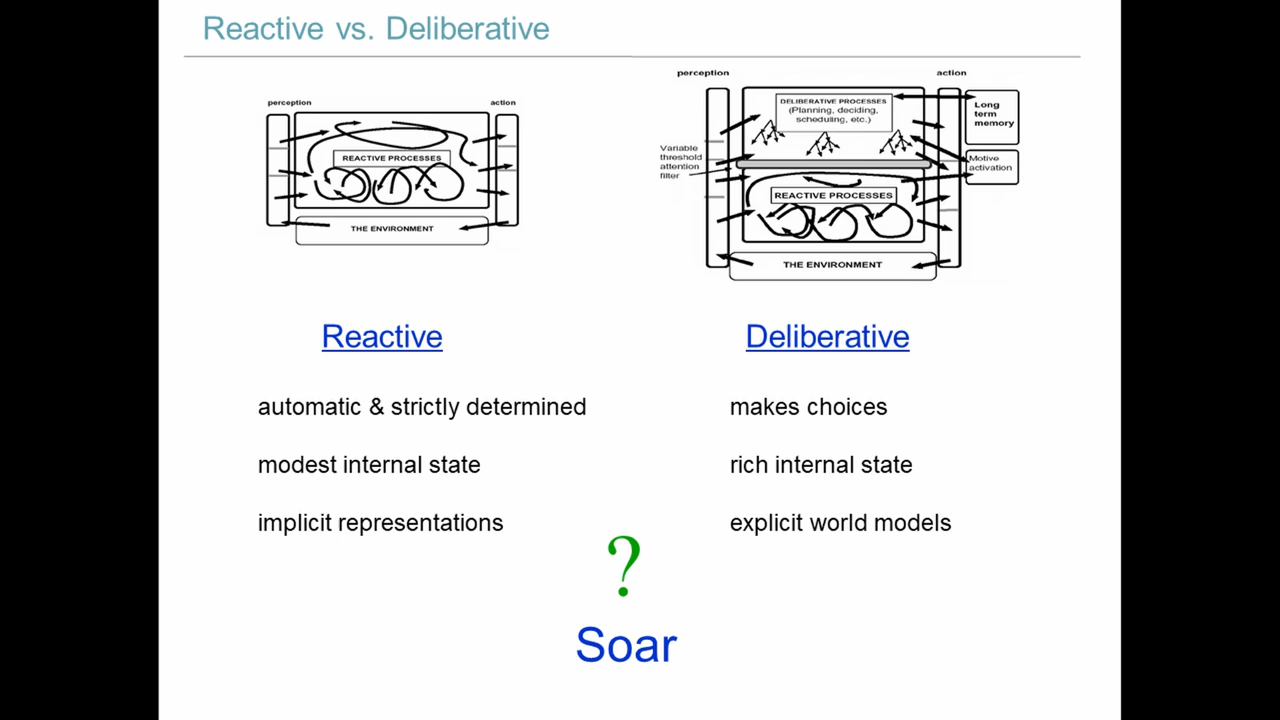 Reactive vs. Deliberative
perception
action
REACTIVE PROCESSES
THE ENVIRONMENT
perception
action
DELIBERATIVE PROCESSES
(Planning, deciding,
scheduling, etc.)
Long
term
memory
Variable
threshold
attention
filter
Motive
activation
REACTIVE PROCESSES
THE ENVIRONMENT
Reactive
automatic & strictly determined
modest internal state
implicit representations
Deliberative
makes choices
rich internal state
explicit world models
?
Soar